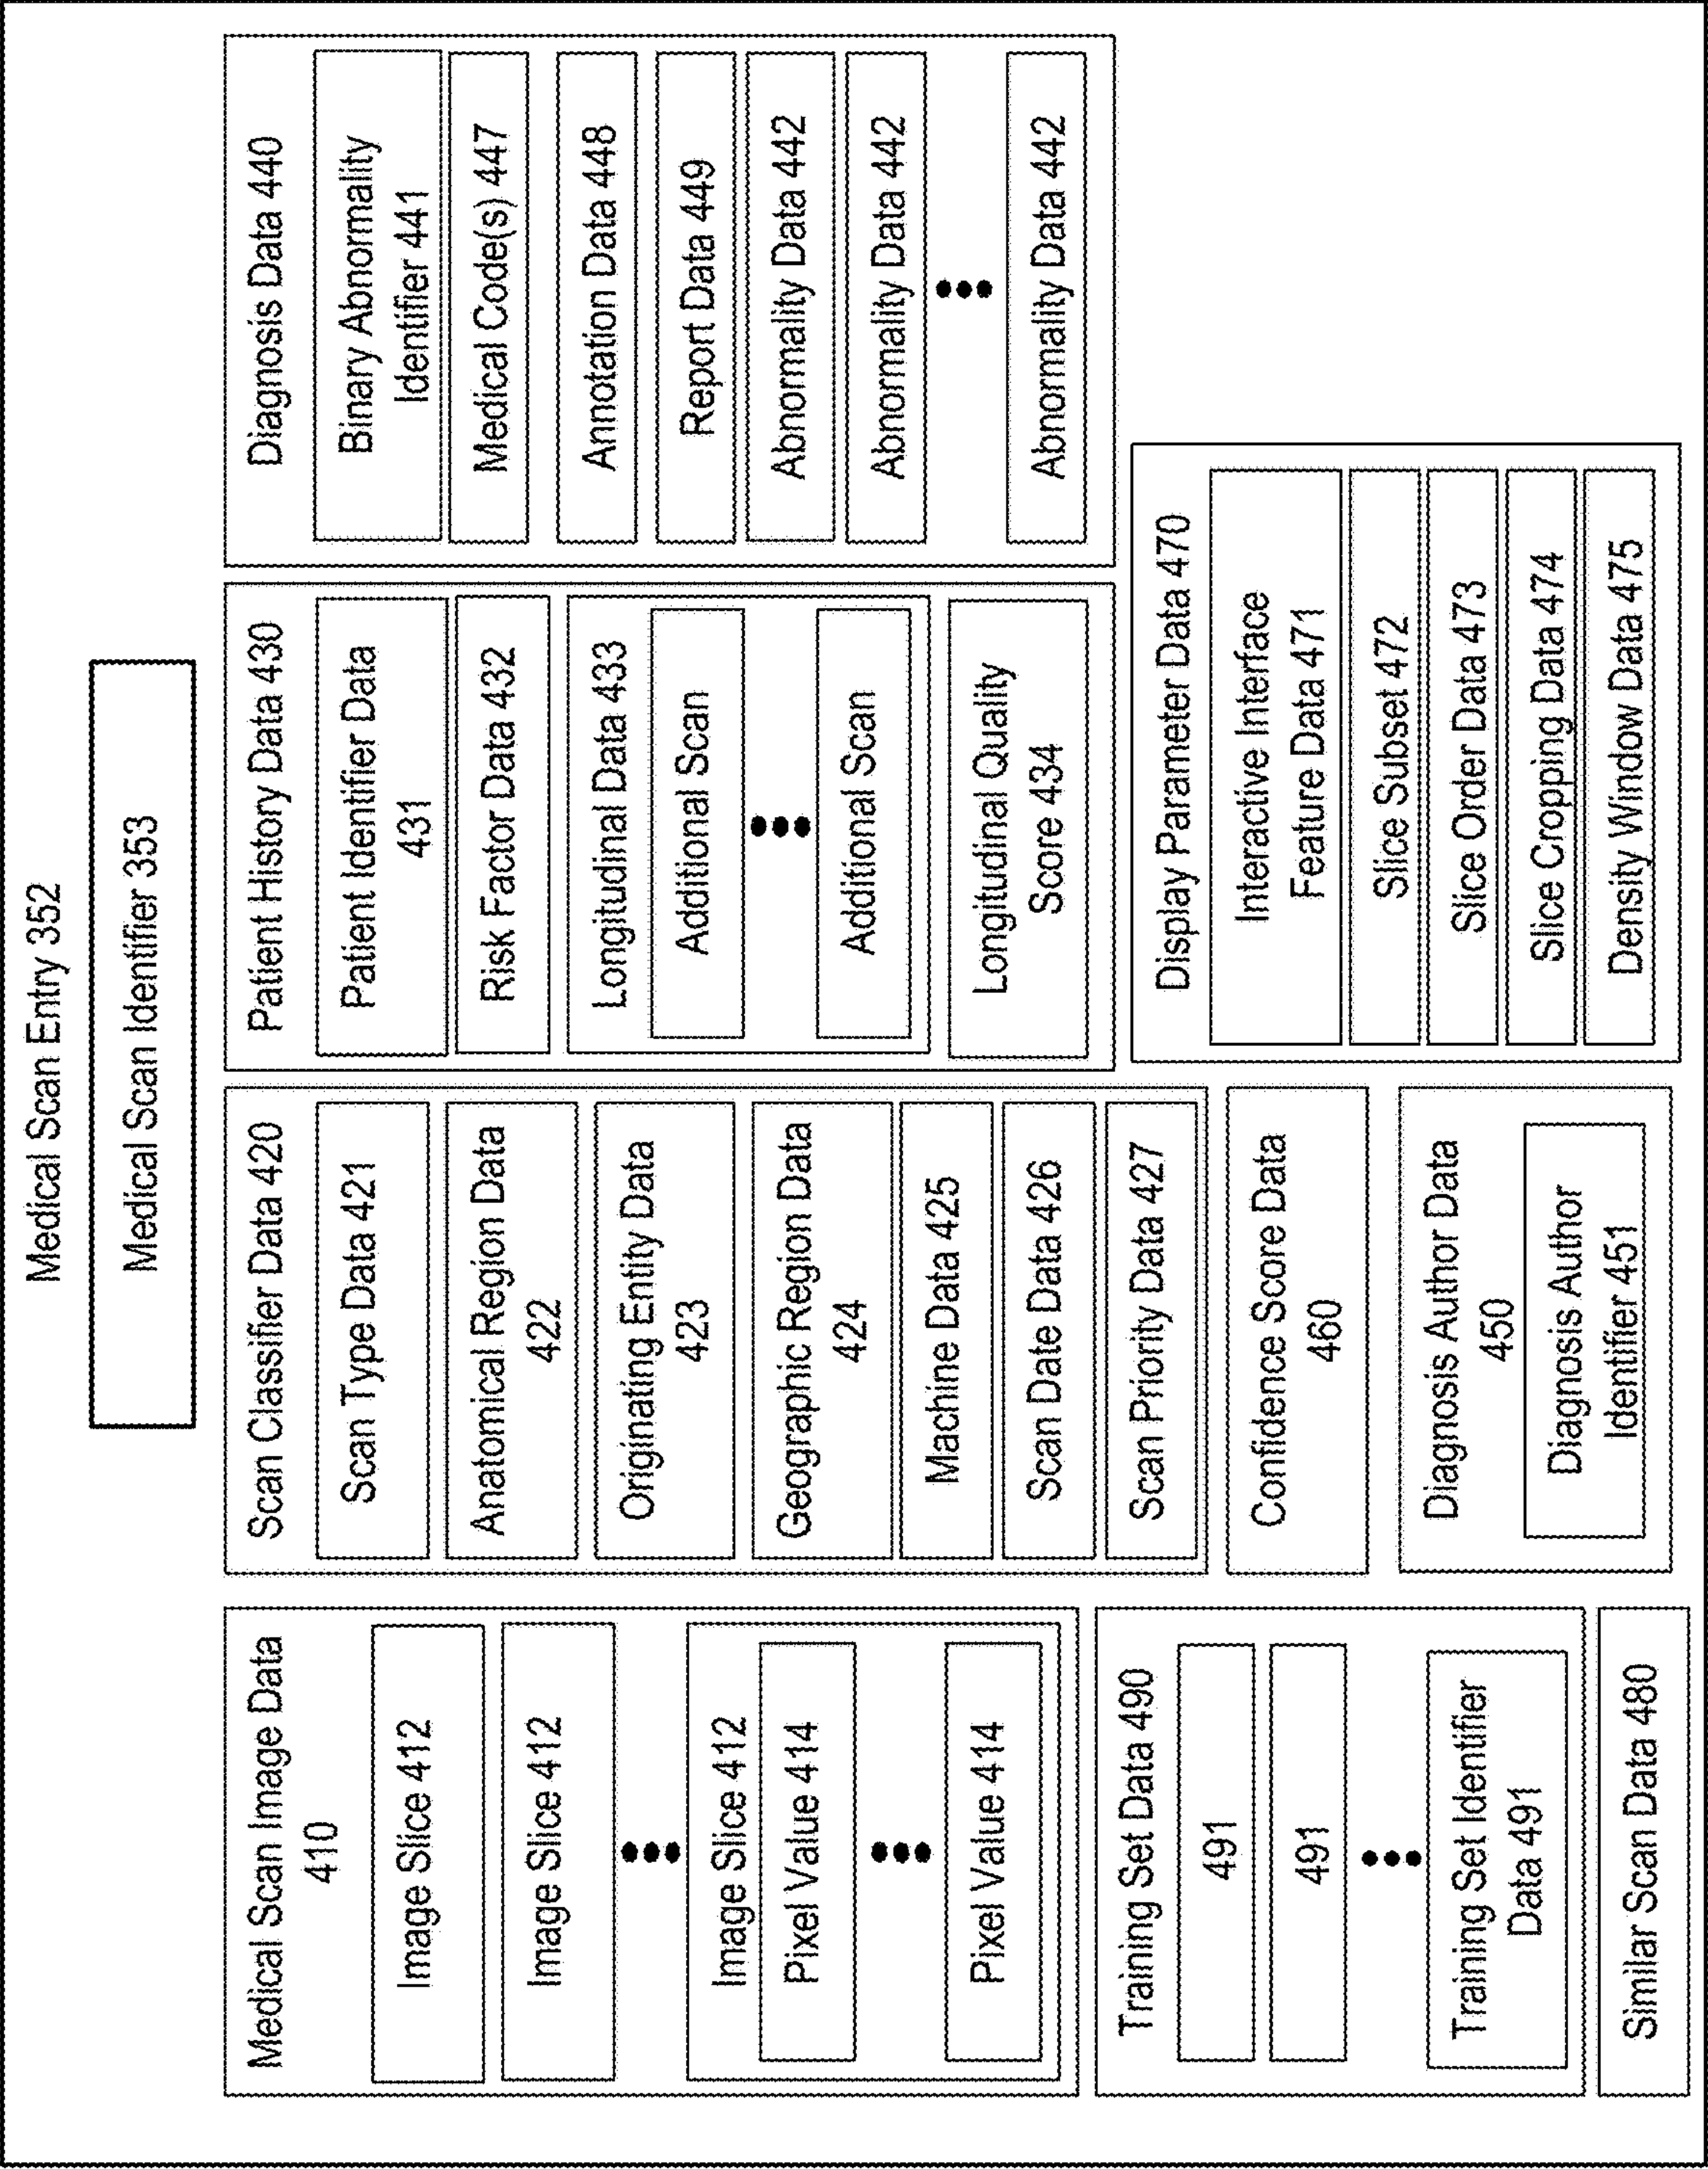 Medical Scan Entry 352
Medical Scan Identifier 353
Medical Scan Image Data
410
Image Slice 412
Image Slice 412
Image Slice 412
Pixel Value 414
Pixel Value 414
Training Set Data 490
491
491
Training Set Identifier
Data 491
Similar Scan Data 480
Scan Classifier Data 420
Scan Type Data 421
Anatomical Region Data
422
Originating Entity Data
423
Geographic Region Data
424
Machine Data 425
Scan Date Data 426
Scan Priority Data 427
Confidence Score Data
460
Diagnosis Author Data
450
Diagnosis Author
Identifier 451
Patient History Data 430
Patient Identifier Data
431
Risk Factor Data 432
Longitudinal Data 433
Additional Scan
Additional Scan
Longitudinal Quality
Score 434
Diagnosis Data 440
Binary Abnormality
Identifier 441
Medical Code(s) 447
Annotation Data 448
Report Data 449
Abnormality Data 442
Abnormality Data 442
Abnormality Data 442
Display Parameter Data 470
Interactive Interface
Feature Data 471
Slice Subset 472
Slice Order Data 473
Slice Cropping Data 474
Density Window Data 475